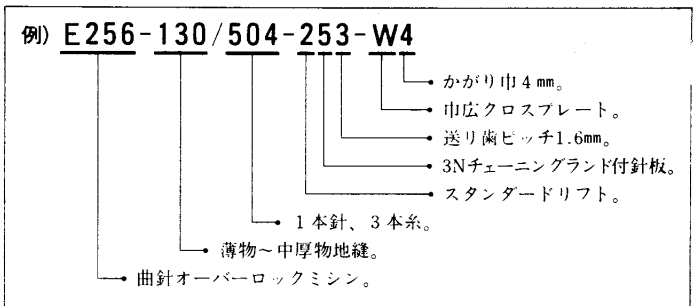 例) E256-130/504-253-W4
かがり巾4㎜。
巾広クロスプレート。
送り歯ピッチ1.6㎜。
3Nチェーニングランド付針板。
スタンダードリフト。
1本針、3本糸。
薄物~中厚物地縫。
曲針オーバーロックミシン。